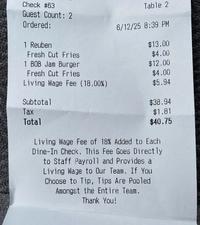 Check #63 Table 2
Guest Count: 2
Ordered: 6/12/25 8:39 PM
1 Reuben $13.00
Fresh Cut Fries $4.00
1 BOB Jam Burger $12.00
Fresh Cut Fries $4.00
Living Wage Fee (18.00%) $5.94
Subtotal $38.94
Tax $1.81
Total $40.75
Living Wage Fee of 18% Added to Each
Dine-In Check. This Fee Goes Directly
to Staff Payroll and Provides a
Living Wage to Our Team. If You
Choose to Tip, Tips Are Pooled
Amongst the Entire Team.
Thank You!